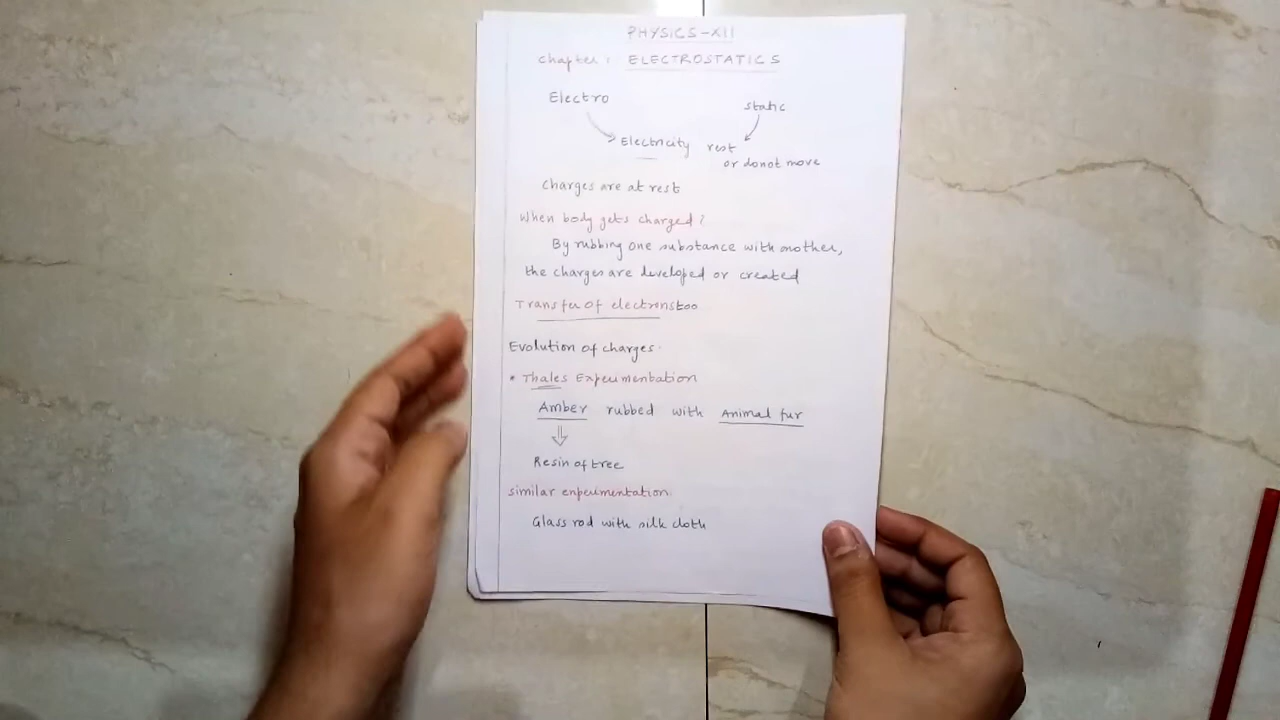 PHYSICS-XII
Chapter: ELECTROSTATICS
Electro static
Electricity rest
or donot move
Charges are at rest
When body gets charged?
By rubbing one substance with another,
the charges are developed or created
Transfer of electronstoo
Evolution of charges.
* Thales Experimentation
Amber rubbed with Animal fur
Resin of tree
similar enperimentation.
Glass rod with silk cloth